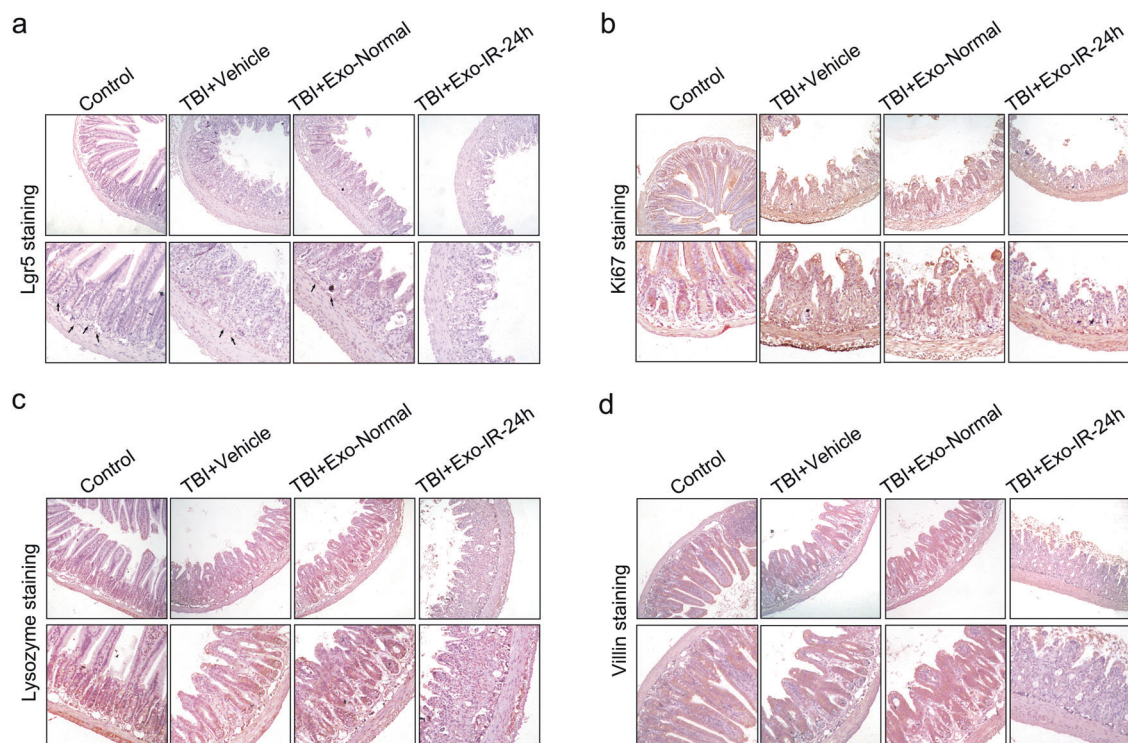 a
Control
TBI+Vehicle
TBI+Exo-Normal
TBI+Exo-IR-24h
Lgr5 staining
b
Control
TBI+Vehicle
TBI+Exo-Normal
TBI+Exo-IR-24h
Ki67 staining
c
Control
TBI+Vehicle
TBI+Exo-Normal
TBI+Exo-IR-24h
Lysozyme staining
d
Control
TBI+Vehicle
TBI+Exo-Normal
TBI+Exo-IR-24h
Villin staining